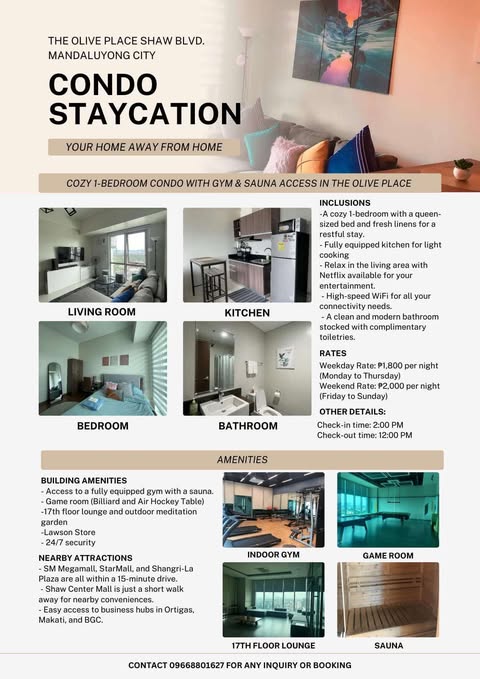 THE OLIVE PLACE SHAW BLVD.
MANDALUYONG CITY
CONDO
STAYCATION
YOUR HOME AWAY FROM HOME
COZY 1-BEDROOM CONDO WITH GYM & SAUNA ACCESS IN THE OLIVE PLACE
LIVING ROOM
KITCHEN
BEDROOM
BATHROOM
INCLUSIONS
-A cozy 1-bedroom with a queen-
sized bed and fresh linens for a
restful stay.
- Fully equipped kitchen for light
cooking
- Relax in the living area with
Netflix available for your
entertainment.
- High-speed WiFi for all your
connectivity needs.
- A clean and modern bathroom
stocked with complimentary
toiletries.
RATES
Weekday Rate: ₱1,800 per night
(Monday to Thursday)
Weekend Rate: ₱2,000 per night
(Friday to Sunday)
OTHER DETAILS:
Check-in time: 2:00 PM
Check-out time: 12:00 PM
AMENITIES
BUILDING AMENITIES
- Access to a fully equipped gym with a sauna.
- Game room (Billiard and Air Hockey Table)
-17th floor lounge and outdoor meditation
garden
-Lawson Store
- 24/7 security
NEARBY ATTRACTIONS
- SM Megamall, StarMall, and Shangri-La
Plaza are all within a 15-minute drive.
- Shaw Center Mall is just a short walk
away for nearby conveniences.
- Easy access to business hubs in Ortigas,
Makati, and BGC.
INDOOR GYM
GAME ROOM
17TH FLOOR LOUNGE
SAUNA
CONTACT 09668801627 FOR ANY INQUIRY OR BOOKING